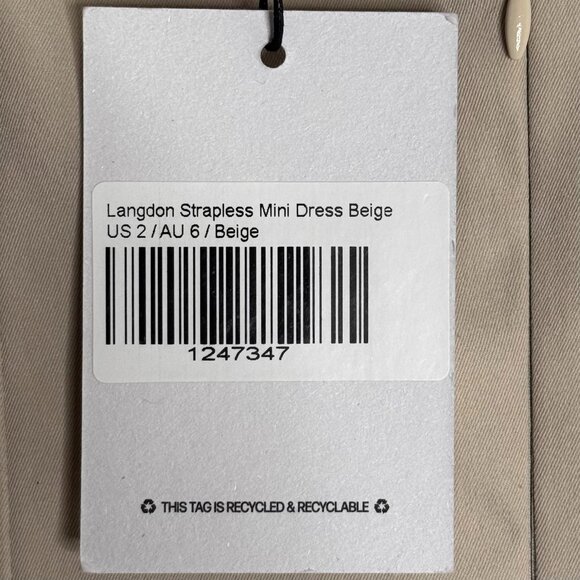 Langdon Strapless Mini Dress Beige
US 2 / AU 6 / Beige
1247347
THIS TAG IS RECYCLED & RECYCLABLE